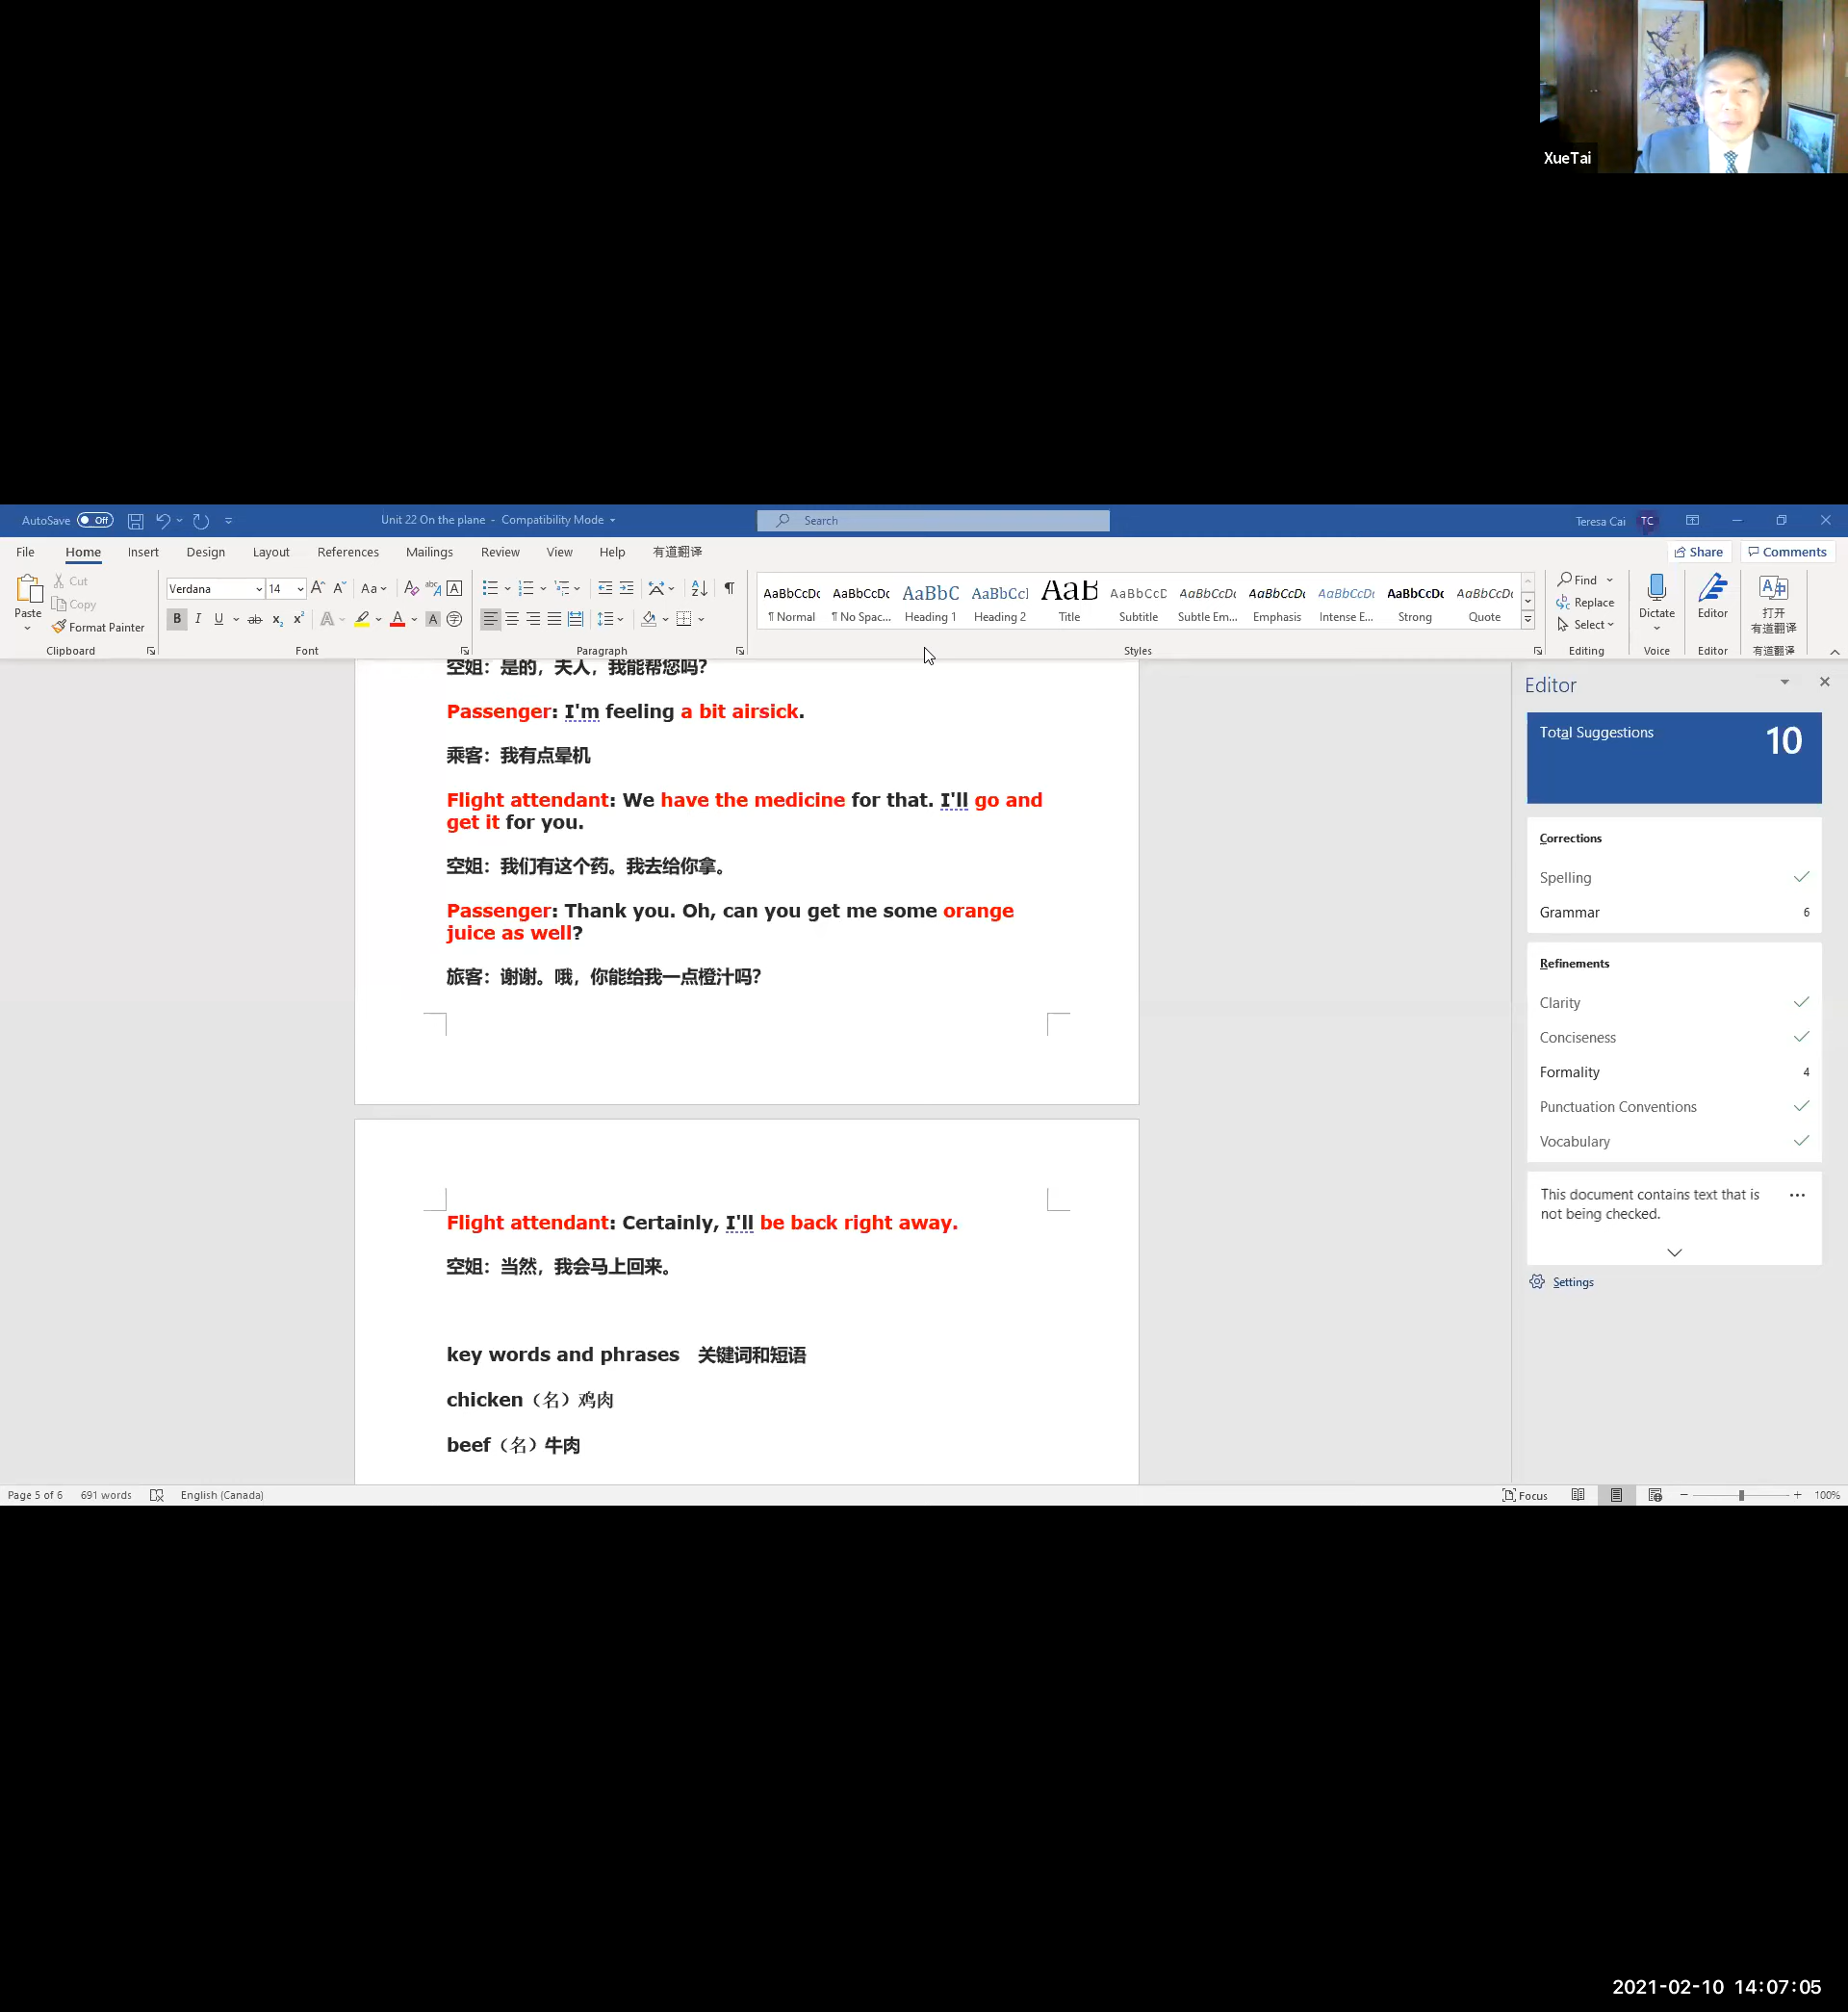 XueTai
AutoSave Off
Unit 22 On the plane - Compatibility Mode
Search
Teresa Cai TC
File Home Insert Design Layout References Mailings Review View Help 有道翻译
Share Comments
Paste
Cut
Copy
Format Painter
Clipboard
Verdana 14
Font
Paragraph
AaBbCcDc ¶ Normal
AaBbCcDc ¶ No Spac...
AaBbC Heading 1
AaBbCcI Heading 2
AaB Title
AaBbCcD Subtitle
AaBbCcDc Subtle Em...
AaBbCcDc Emphasis
AaBbCcDc Intense E...
AaBbCcDc Strong
AaBbCcDc Quote
Styles
Find
Replace
Select
Editing
Dictate
Voice
Editor
Editor
打开
有道翻译
有道翻译
空姐：是的，夫人，我能帮您吗？
Passenger: I'm feeling a bit airsick.
乘客：我有点晕机
Flight attendant: We have the medicine for that. I'll go and
get it for you.
空姐：我们有这个药。我去给你拿。
Passenger: Thank you. Oh, can you get me some orange
juice as well?
旅客：谢谢。哦，你能给我一点橙汁吗？
Flight attendant: Certainly, I'll be back right away.
空姐：当然，我会马上回来。
key words and phrases 关键词和短语
chicken（名）鸡肉
beef（名）牛肉
Editor
Total Suggestions 10
Corrections
Spelling
Grammar 6
Refinements
Clarity
Conciseness
Formality 4
Punctuation Conventions
Vocabulary
This document contains text that is
not being checked.
Settings
Page 5 of 6 691 words English (Canada)
Focus 100%
2021-02-10 14:07:05